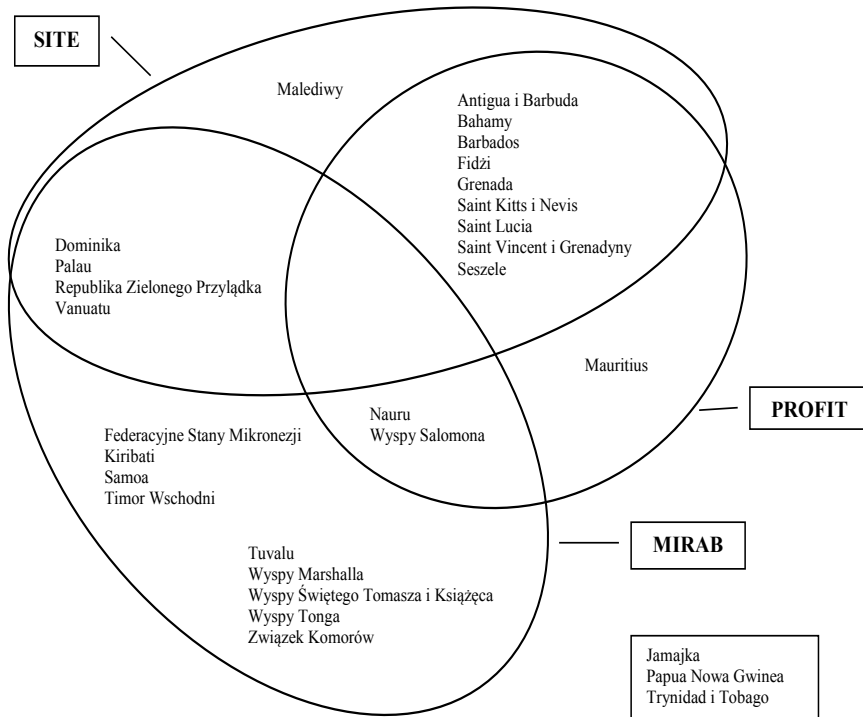 SITE
Malediwy
Antigua i Barbuda
Bahamy
Barbados
Fidżi
Grenada
Saint Kitts i Nevis
Saint Lucia
Saint Vincent i Grenadyny
Seszele
Dominika
Palau
Republika Zielonego Przylądka
Vanuatu
Mauritius
PROFIT
Nauru
Wyspy Salomona
Federacyjne Stany Mikronezji
Kiribati
Samoa
Timor Wschodni
MIRAB
Tuvalu
Wyspy Marshalla
Wyspy Świętego Tomasza i Książęca
Wyspy Tonga
Związek Komorów
Jamajka
Papua Nowa Gwinea
Trynidad i Tobago